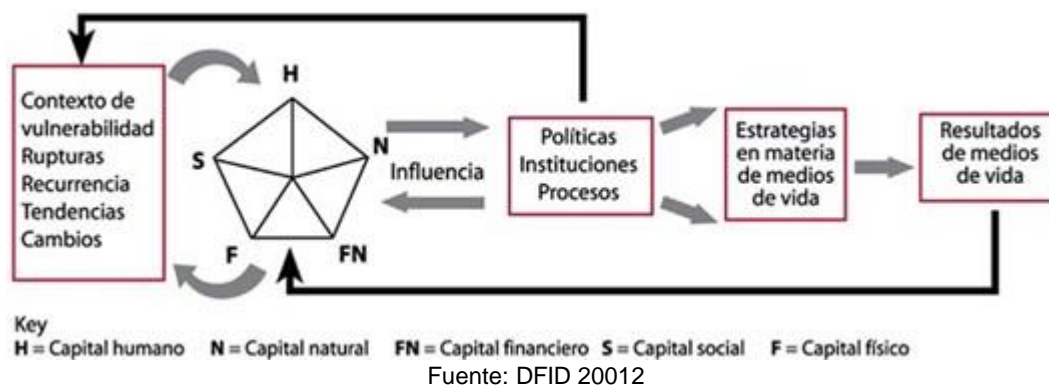 Contexto de
vulnerabilidad
Rupturas
Recurrencia
Tendencias
Cambios
H
S
N
F
FN
Influencia
Políticas
Instituciones
Procesos
Estrategias
en materia
de medios
de vida
Resultados
de medios
de vida
Key
H = Capital humano N = Capital natural FN = Capital financiero S = Capital social F = Capital físico
Fuente: DFID 20012